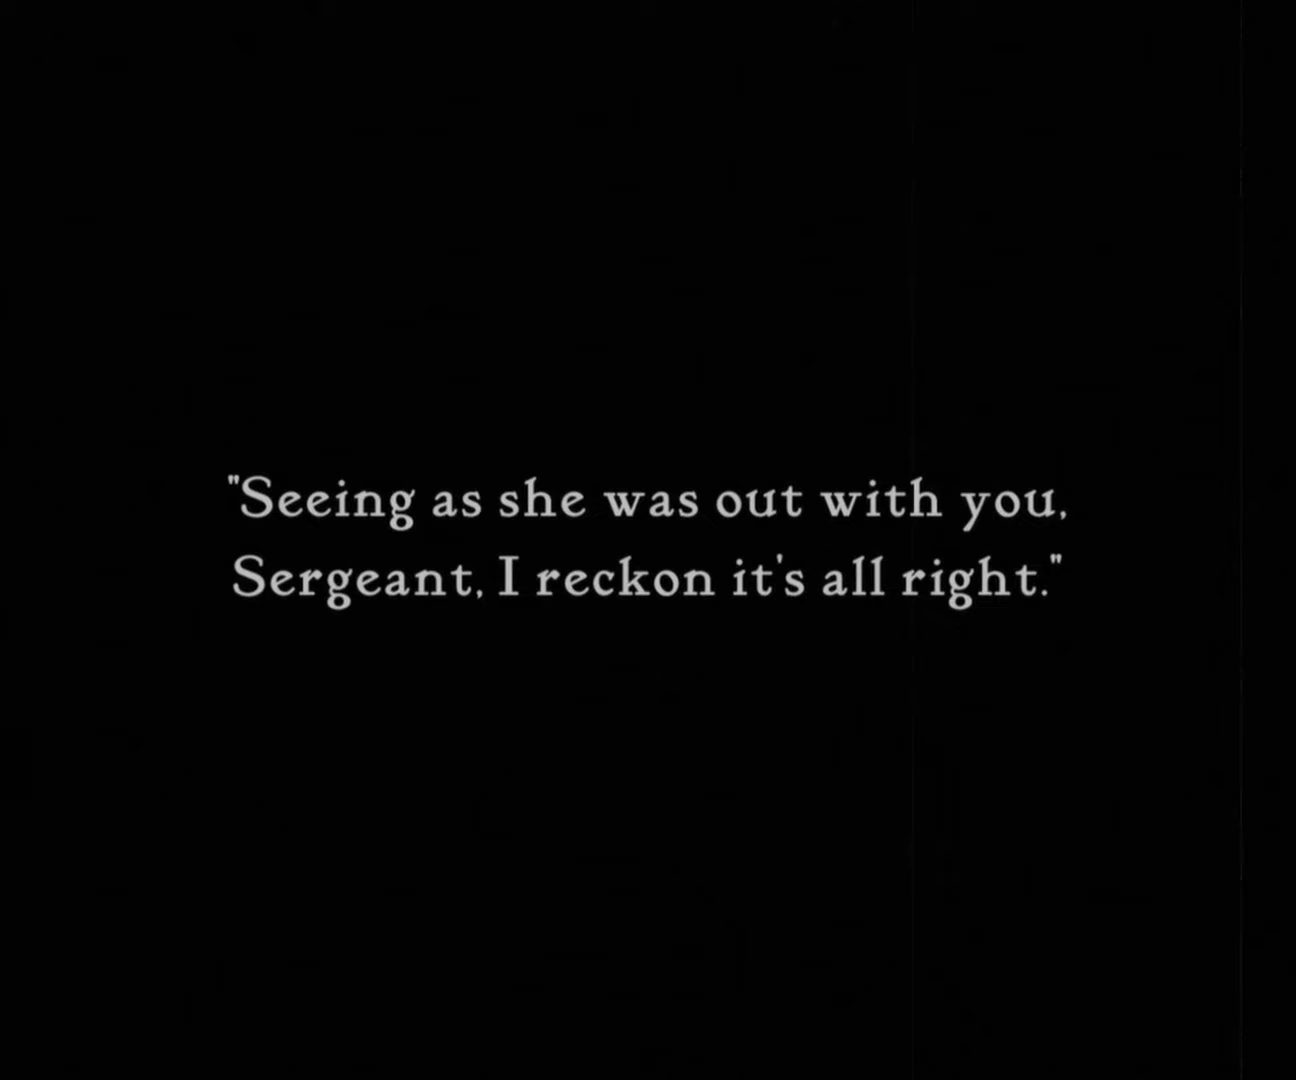 "Seeing as she was out with you,
Sergeant, I reckon it's all right."